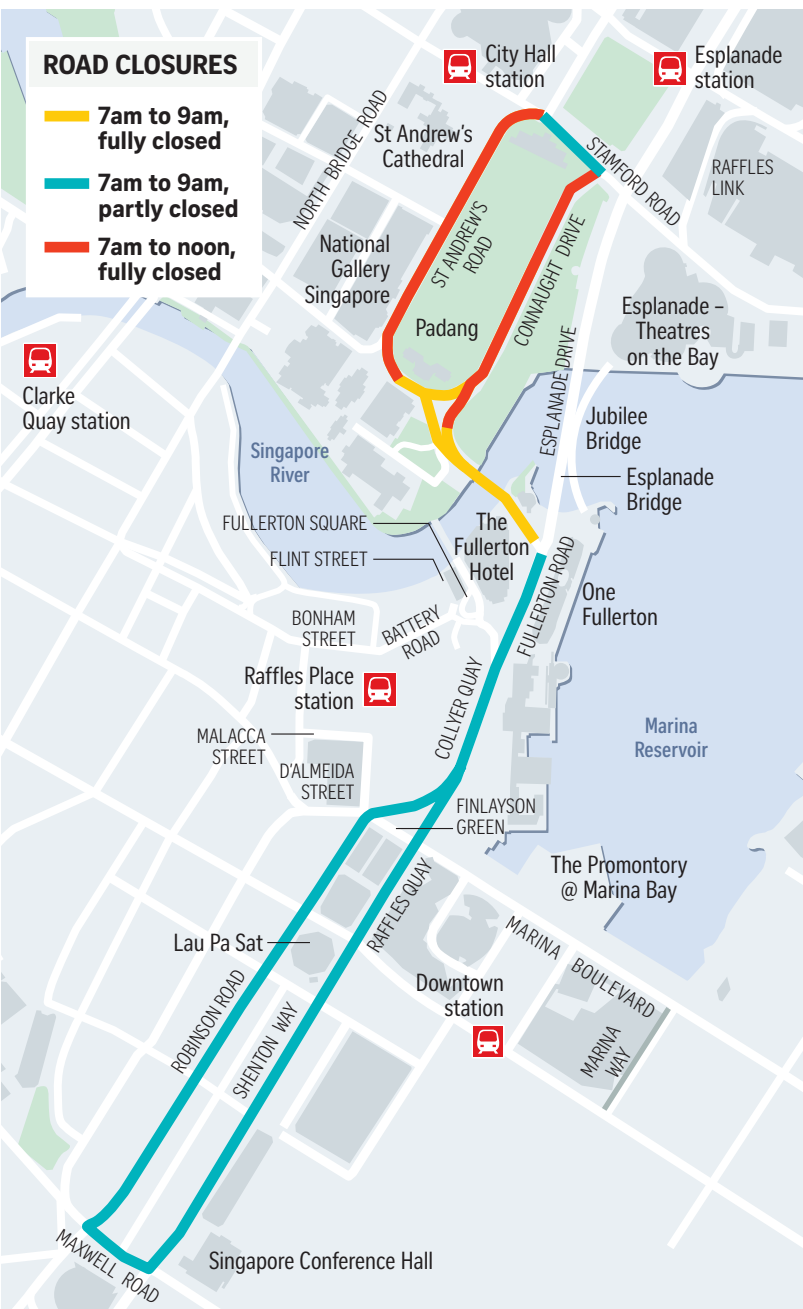 ROAD CLOSURES
7am to 9am,
fully closed
7am to 9am,
partly closed
7am to noon,
fully closed
City Hall
station
Esplanade
station
NORTH BRIDGE ROAD
St Andrew's
Cathedral
STAMFORD ROAD
RAFFLES
LINK
National
Gallery
Singapore
ST ANDREW'S
ROAD
CONNAUGHT DRIVE
Padang
Esplanade –
Theatres
on the Bay
Clarke
Quay station
ESPLANADE DRIVE
Jubilee
Bridge
Singapore
River
Esplanade
Bridge
FULLERTON SQUARE
The
Fullerton
Hotel
FLINT STREET
FULLERTON ROAD
One
Fullerton
BONHAM
STREET
BATTERY
ROAD
Raffles Place
station
COLLYER QUAY
MALACCA
STREET
Marina
Reservoir
D'ALMEIDA
STREET
FINLAYSON
GREEN
The Promontory
@ Marina Bay
RAFFLES QUAY
Lau Pa Sat
MARINA BOULEVARD
Downtown
station
ROBINSON ROAD
SHENTON WAY
MARINA
WAY
MAXWELL ROAD
Singapore Conference Hall